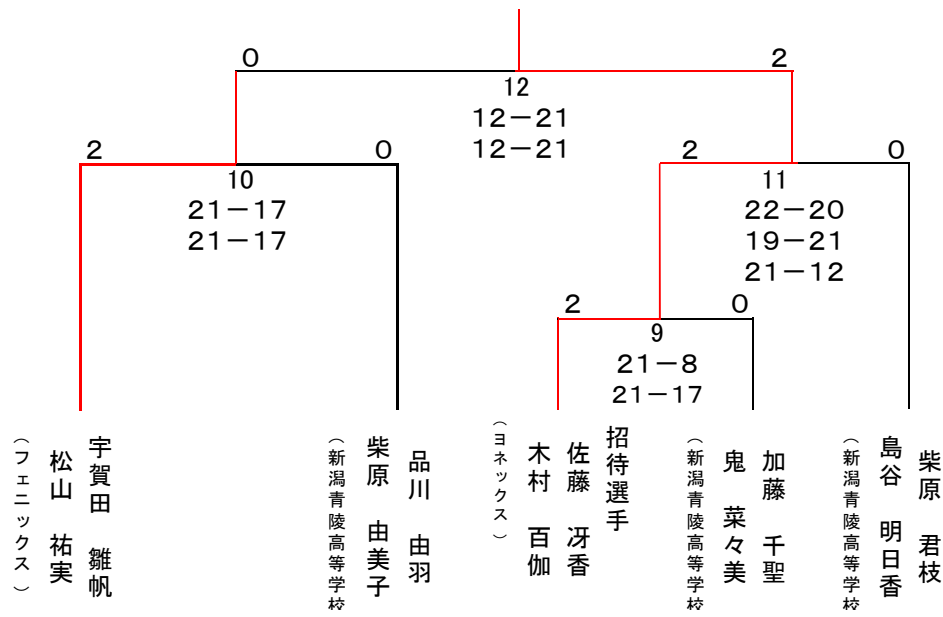 ０ ２
12
１２－２１
１２－２１
２ ０ ２ ０
10 11
２１－１７ ２２－２０
２１－１７ １９－２１
２１－１２
２ ０
9
２１－８
２１－１７
宇賀田 雛帆
松山 祐実
（フェニックス）
品川 由羽
柴原 由美子
（新潟青陵高等学校
招待選手
佐藤 冴香
木村 百伽
（ヨネックス）
加藤 千聖
鬼 菜々美
（新潟青陵高等学校
柴原 君枝
島谷 明日香
（新潟青陵高等学校